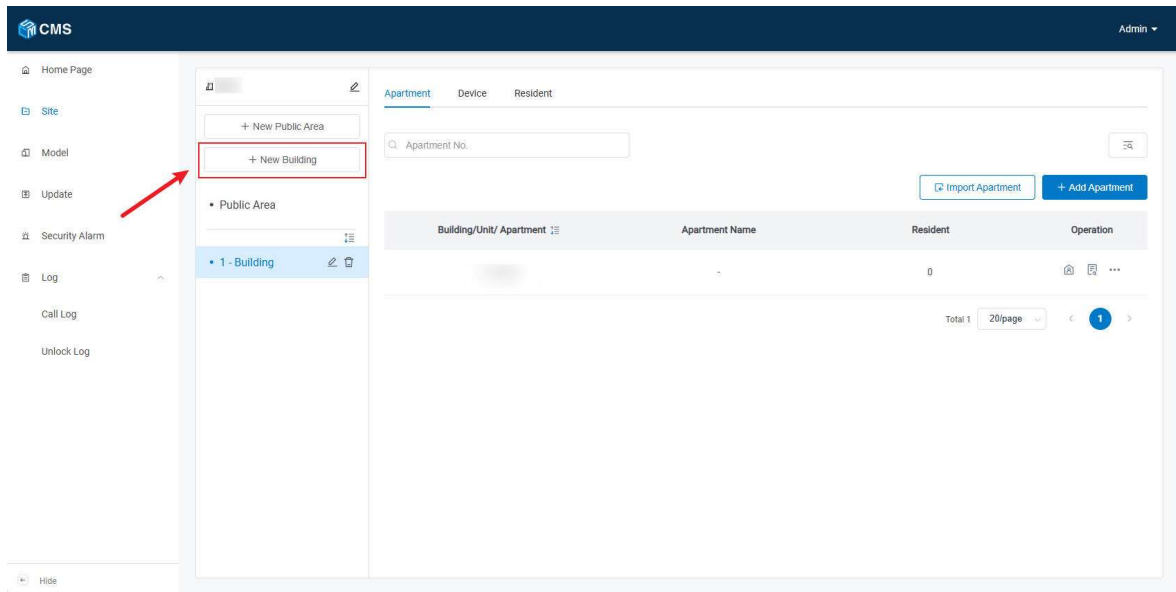 CMS
Admin
Home Page
Site
Model
Update
Security Alarm
Log
Call Log
Unlock Log
Hide
+ New Public Area
+ New Building
• Public Area
• 1 - Building
Apartment Device Resident
Apartment No.
Import Apartment + Add Apartment
Building/Unit/ Apartment Apartment Name Resident Operation
- 0 •••
Total 1 20/page < 1 >